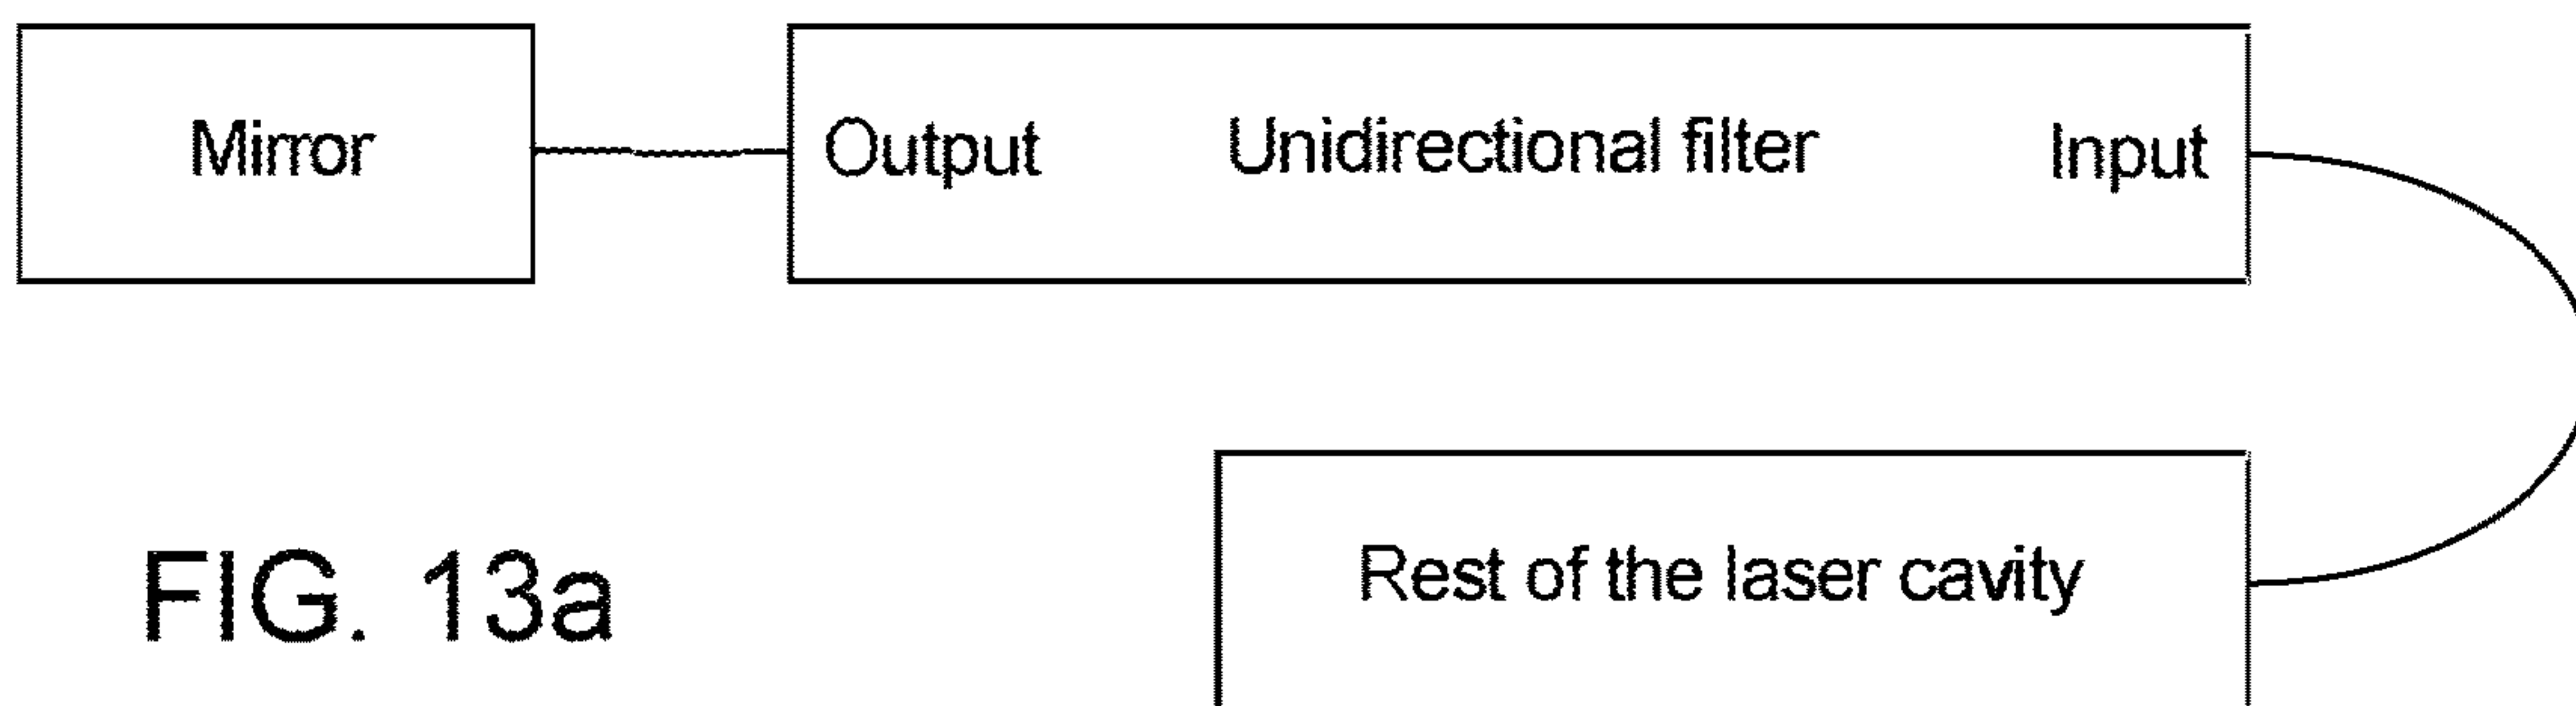 Mirror
Output Unidirectional filter Input
Rest of the laser cavity
FIG. 13a